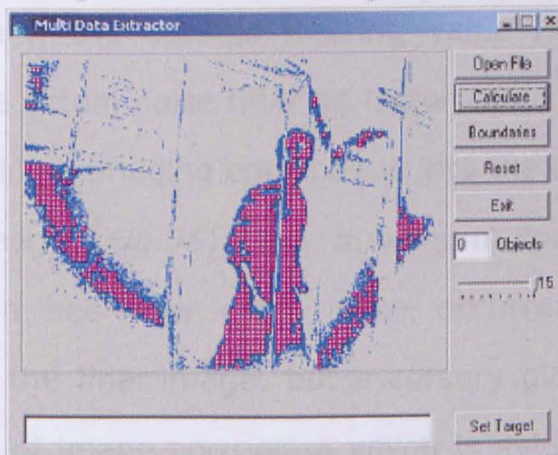 Multi Data Extractor
Open File
Calculate
Boundaries
Reset
Exit
0 Objects
15
Set Target